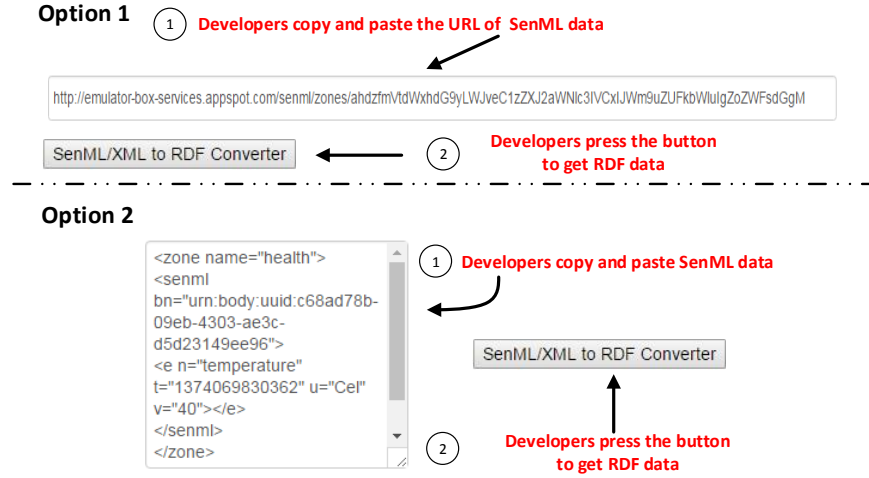 Option 1
1
Developers copy and paste the URL of SenML data
http://emulator-box-services.appspot.com/senml/zones/ahdzfmVtdWxhdG9yLWJveC1zZXJ2aWNlc3IVCxIJWm9uZUFkbWluIgZoZWFsdGgM
SenML/XML to RDF Converter
2
Developers press the button
to get RDF data
Option 2
<zone name="health">
<senml
bn="urn:body:uuid:c68ad78b-
09eb-4303-ae3c-
d5d23149ee96">
<e n="temperature"
t="1374069830362" u="Cel"
v="40"></e>
</senml>
</zone>
1
Developers copy and paste SenML data
SenML/XML to RDF Converter
2
Developers press the button
to get RDF data